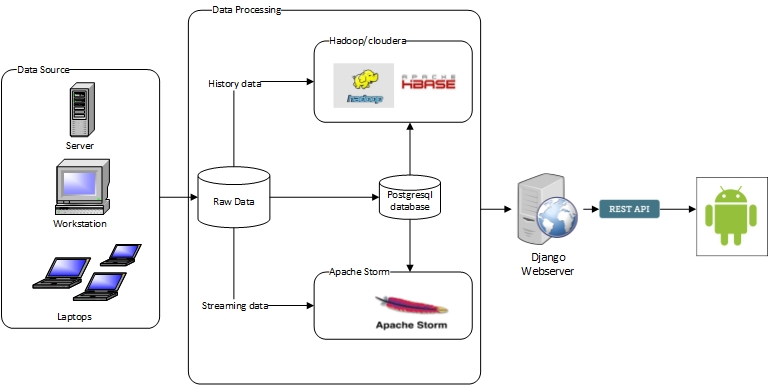 Data Processing
Hadoop/cloudera
hadoop
APACHE
HBASE
Data Source
Server
Workstation
Laptops
History data
Raw Data
Postgresql
database
Streaming data
Apache Storm
Apache Storm
Django
Webserver
REST API